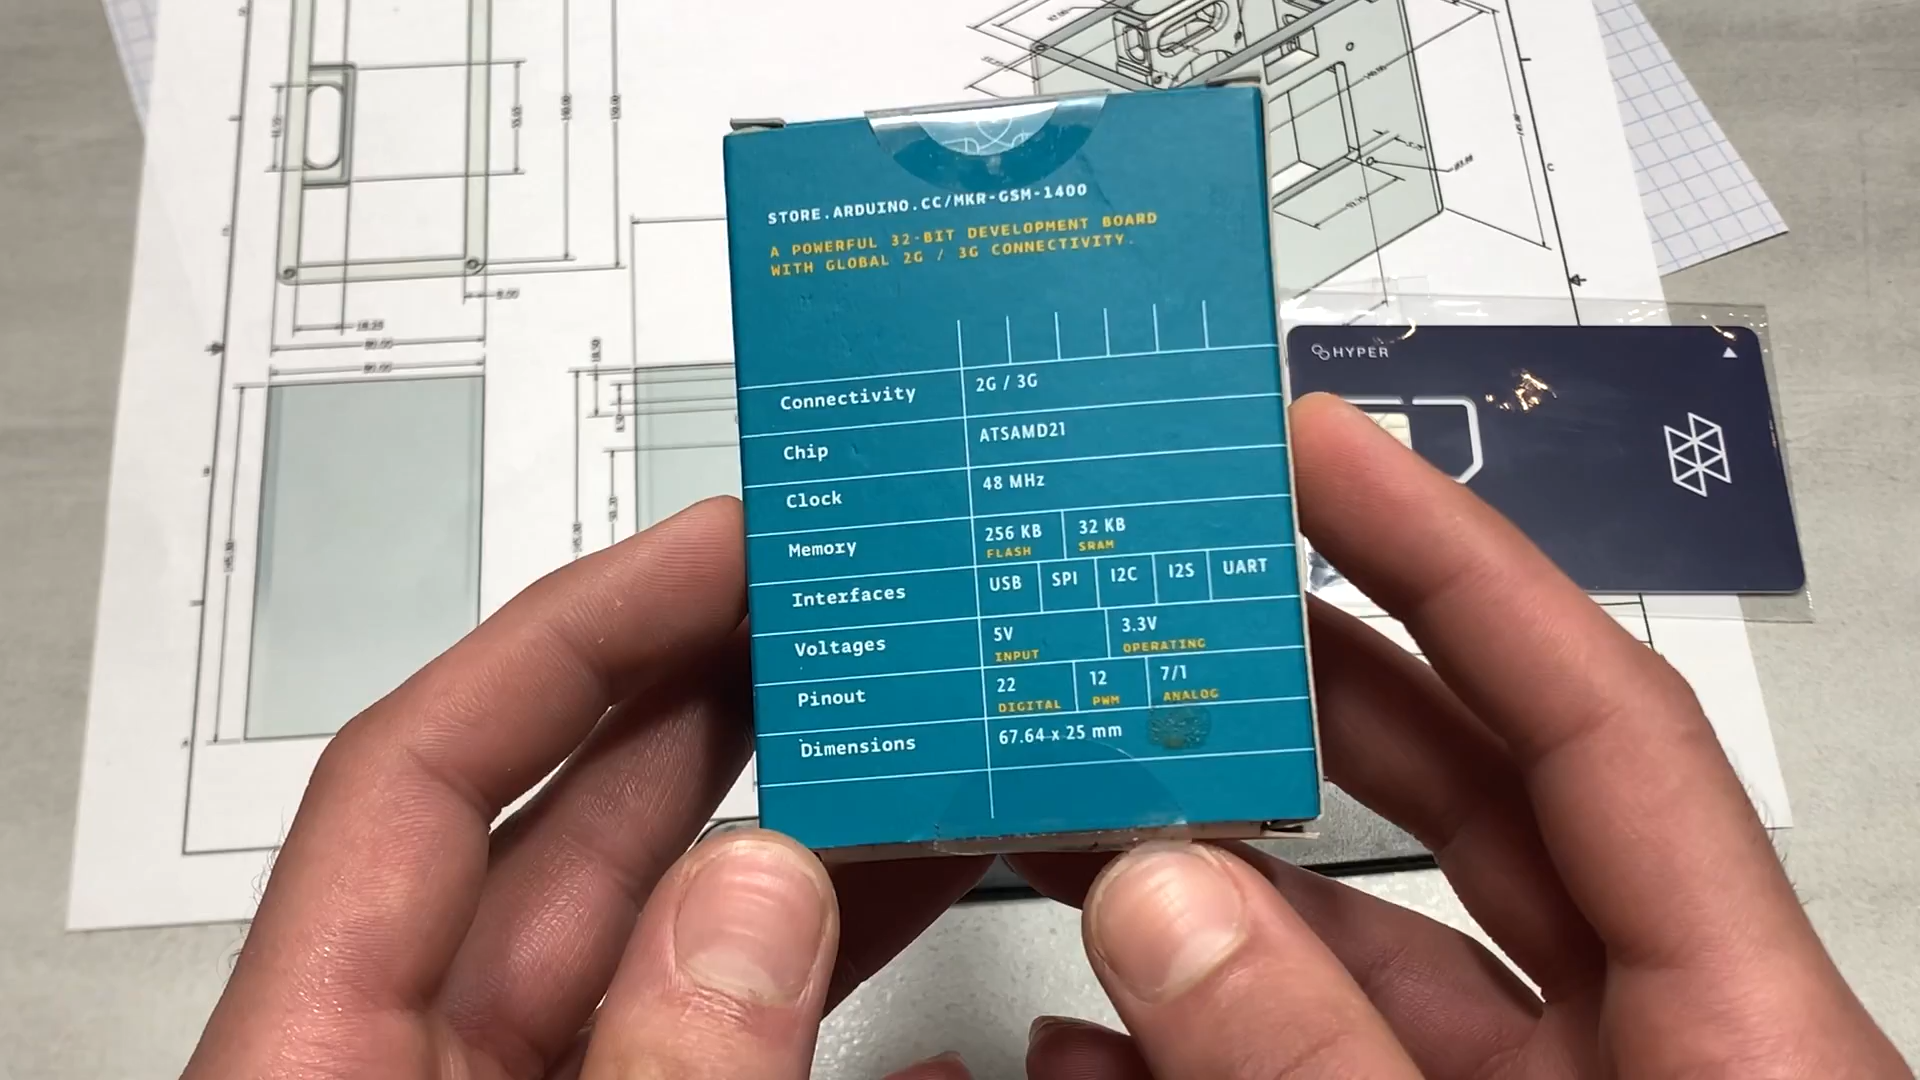 STORE.ARDUINO.CC/MKR-GSM-1400
A POWERFUL 32-BIT DEVELOPMENT BOARD
WITH GLOBAL 2G / 3G CONNECTIVITY.
Connectivity 2G / 3G
Chip ATSAMD21
Clock 48 MHz
Memory 256 KB FLASH 32 KB SRAM
Interfaces USB SPI I2C I2S UART
Voltages 5V INPUT 3.3V OPERATING
Pinout 22 DIGITAL 12 PWM 7/1 ANALOG
Dimensions 67.64 x 25 mm
HYPER